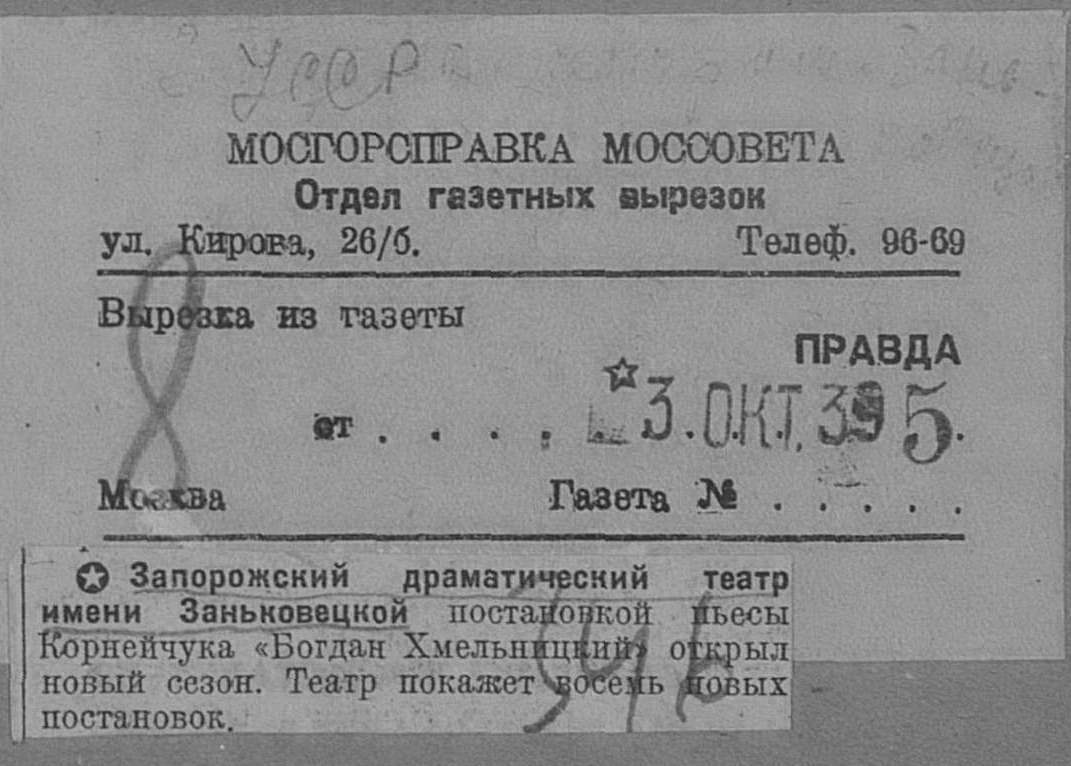 УССР
МОСГОРСПРАВКА МОССОВЕТА
Отдел газетных вырезок
ул. Кирова, 26/б. Телеф. 96-69
Вырезка из газеты
ПРАВДА
от . . . . . 3. ОКТ. 39 5.
Москва Газета № . . . . .
8
✪ Запорожский драматический театр
имени Заньковецкой постановкой пьесы
Корнейчука «Богдан Хмельницкий» открыл
новый сезон. Театр покажет восемь новых
постановок.